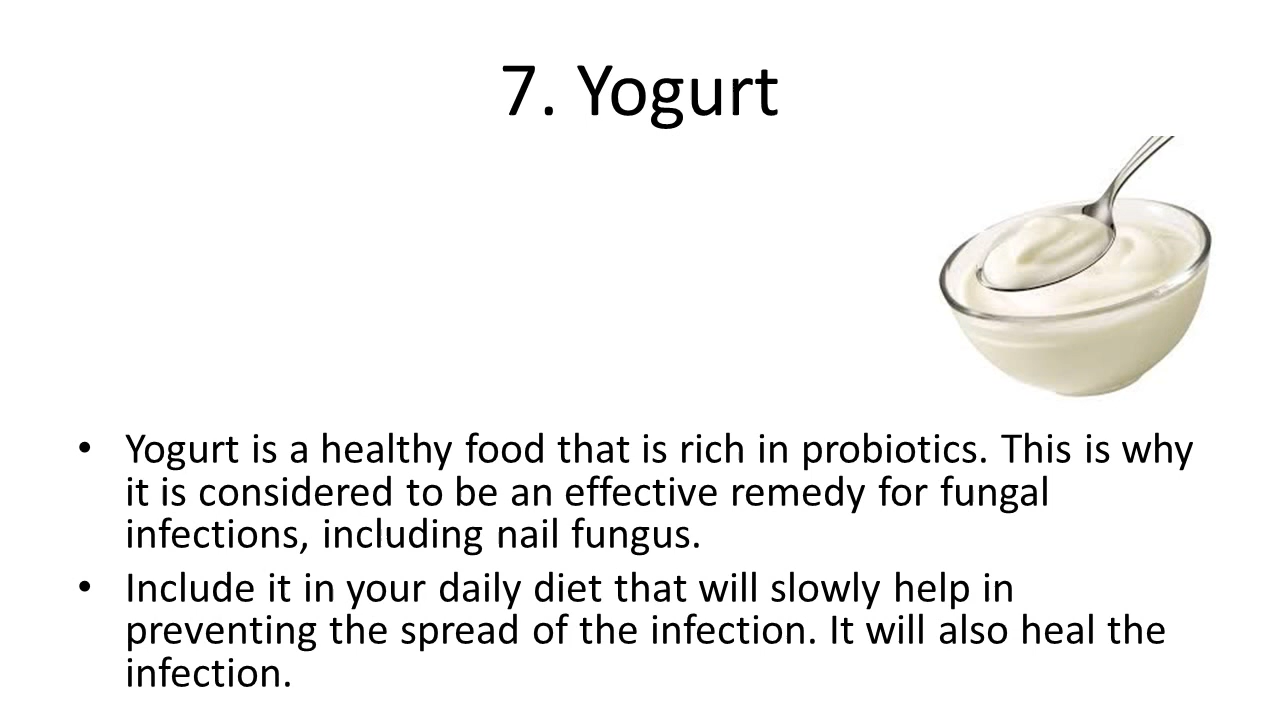 7. Yogurt
• Yogurt is a healthy food that is rich in probiotics. This is why
it is considered to be an effective remedy for fungal
infections, including nail fungus.
• Include it in your daily diet that will slowly help in
preventing the spread of the infection. It will also heal the
infection.